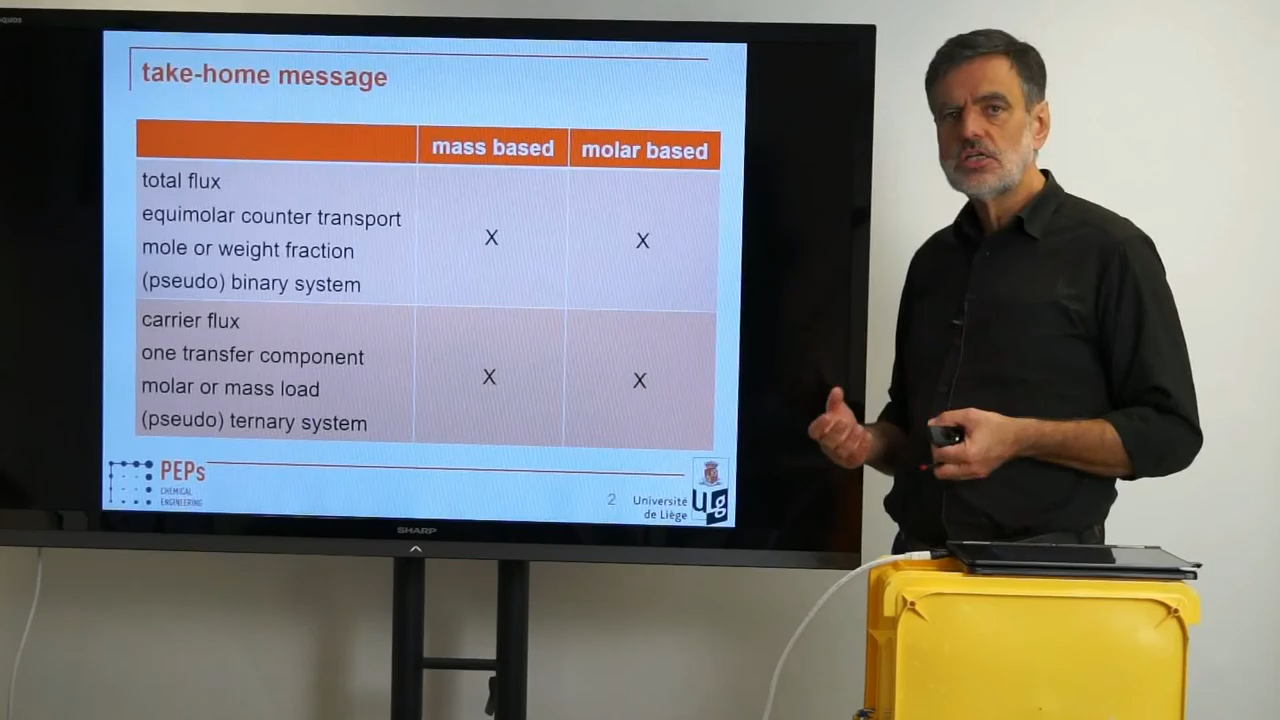 take-home message
mass based
molar based
total flux
equimolar counter transport
mole or weight fraction
(pseudo) binary system
X
X
carrier flux
one transfer component
molar or mass load
(pseudo) ternary system
X
X
PEPs
CHEMICAL
ENGINEERING
2
Université
de Liège
ULg
SHARP